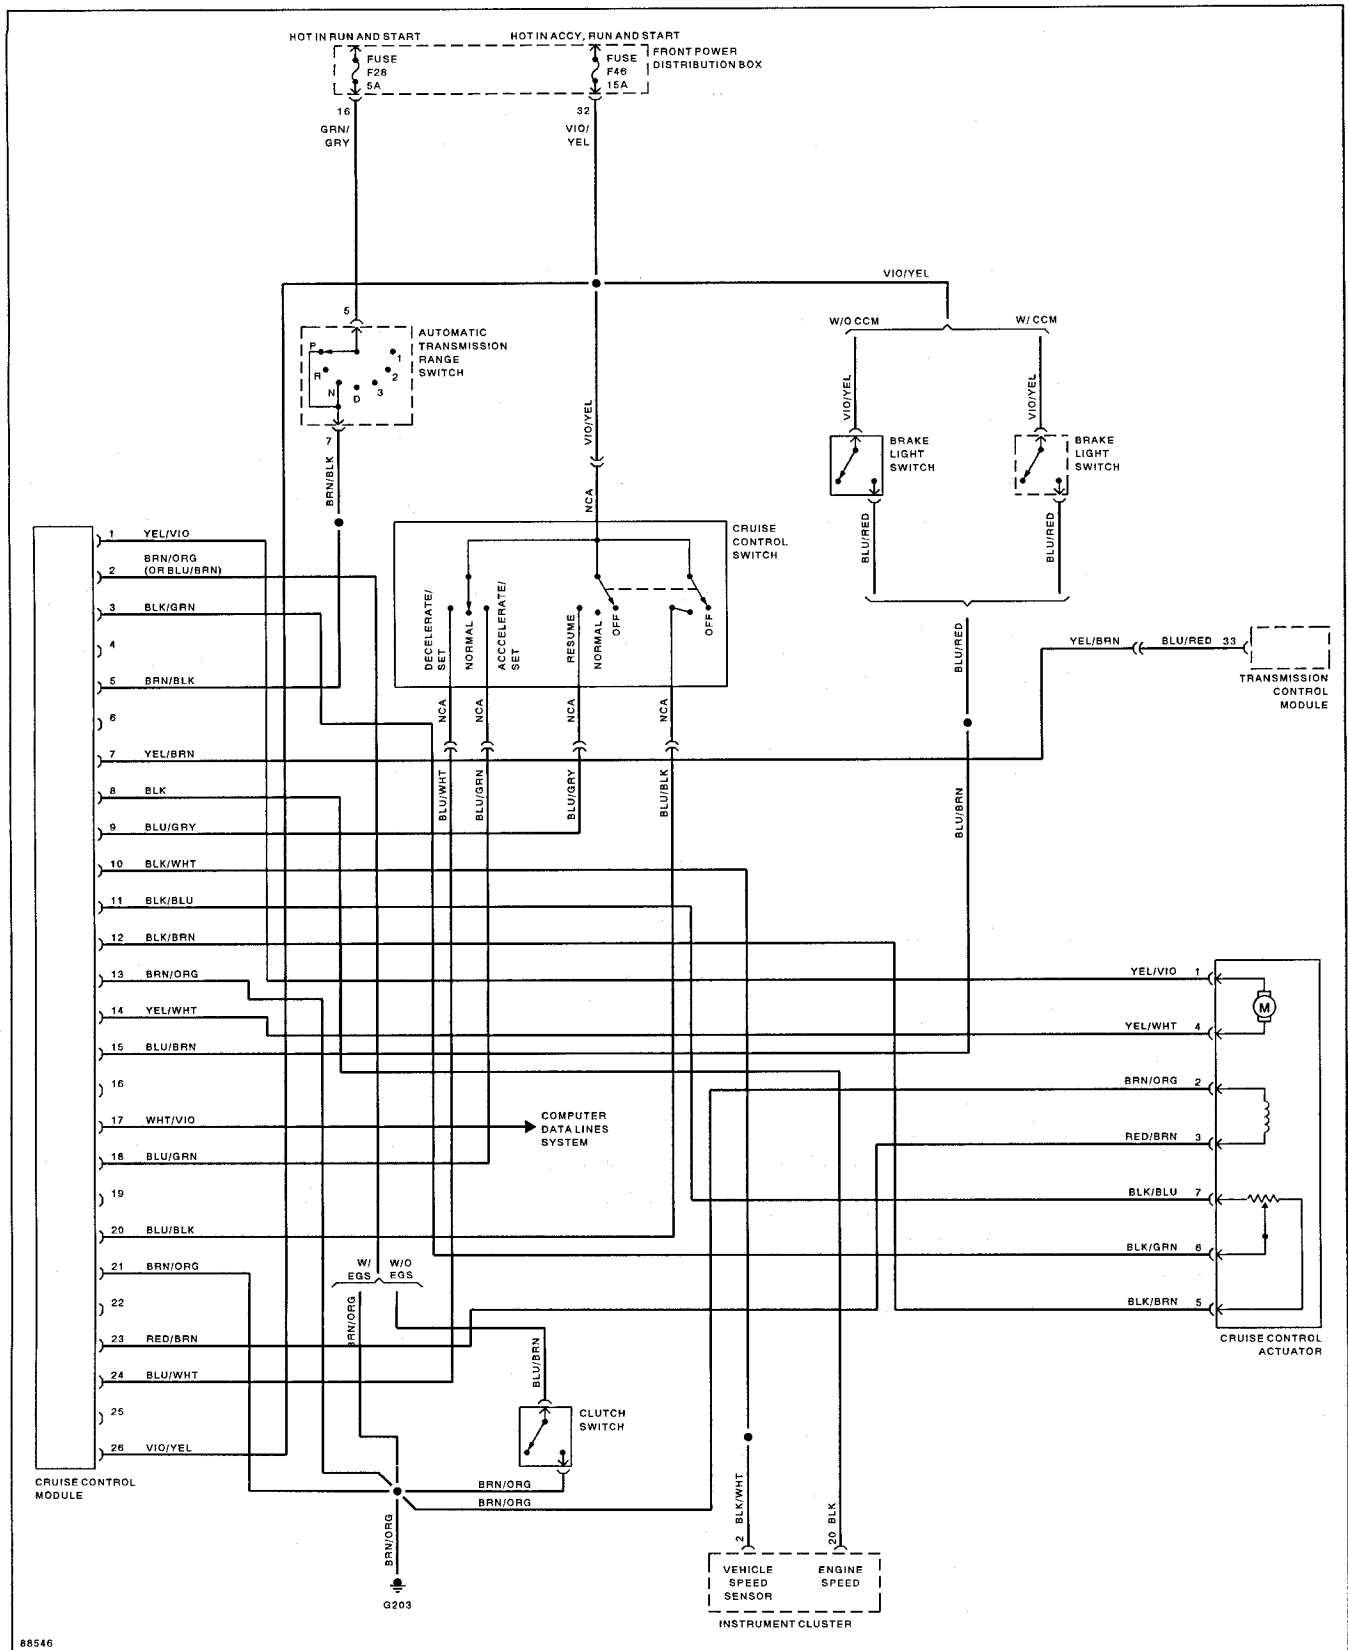 HOT IN RUN AND START
HOT IN ACCY, RUN AND START
FUSE
F28
5A
FUSE
F46
15A
FRONT POWER
DISTRIBUTION BOX
16
GRN/
GRY
32
VIO/
YEL
VIO/YEL
5
AUTOMATIC
TRANSMISSION
RANGE
SWITCH
P
R
N
D
3
2
1
7
BRN/BLK
W/O CCM
W/ CCM
VIO/YEL
VIO/YEL
VIO/YEL
BRAKE
LIGHT
SWITCH
BRAKE
LIGHT
SWITCH
NCA
BLU/RED
BLU/RED
CRUISE
CONTROL
SWITCH
DECELERATE/
SET
NORMAL
ACCCELERATE/
SET
RESUME
NORMAL
OFF
OFF
NCA
NCA
NCA
NCA
BLU/WHT
BLU/GRN
BLU/GRY
BLU/BLK
BLU/RED
BLU/BRN
YEL/BRN
BLU/RED 33
TRANSMISSION
CONTROL
MODULE
1 YEL/VIO
2 BRN/ORG
(OR BLU/BRN)
3 BLK/GRN
4
5 BRN/BLK
6
7 YEL/BRN
8 BLK
9 BLU/GRY
10 BLK/WHT
11 BLK/BLU
12 BLK/BRN
13 BRN/ORG
14 YEL/WHT
15 BLU/BRN
16
17 WHT/VIO
18 BLU/GRN
19
20 BLU/BLK
21 BRN/ORG
22
23 RED/BRN
24 BLU/WHT
25
26 VIO/YEL
CRUISE CONTROL
MODULE
COMPUTER
DATA LINES
SYSTEM
YEL/VIO 1
M
YEL/WHT 4
BRN/ORG 2
RED/BRN 3
BLK/BLU 7
BLK/GRN 6
BLK/BRN 5
CRUISE CONTROL
ACTUATOR
W/
EGS
W/O
EGS
BRN/ORG
BLU/BRN
CLUTCH
SWITCH
BRN/ORG
BRN/ORG
BRN/ORG
G203
2 BLK/WHT
20 BLK
VEHICLE
SPEED
SENSOR
ENGINE
SPEED
INSTRUMENT CLUSTER
88546